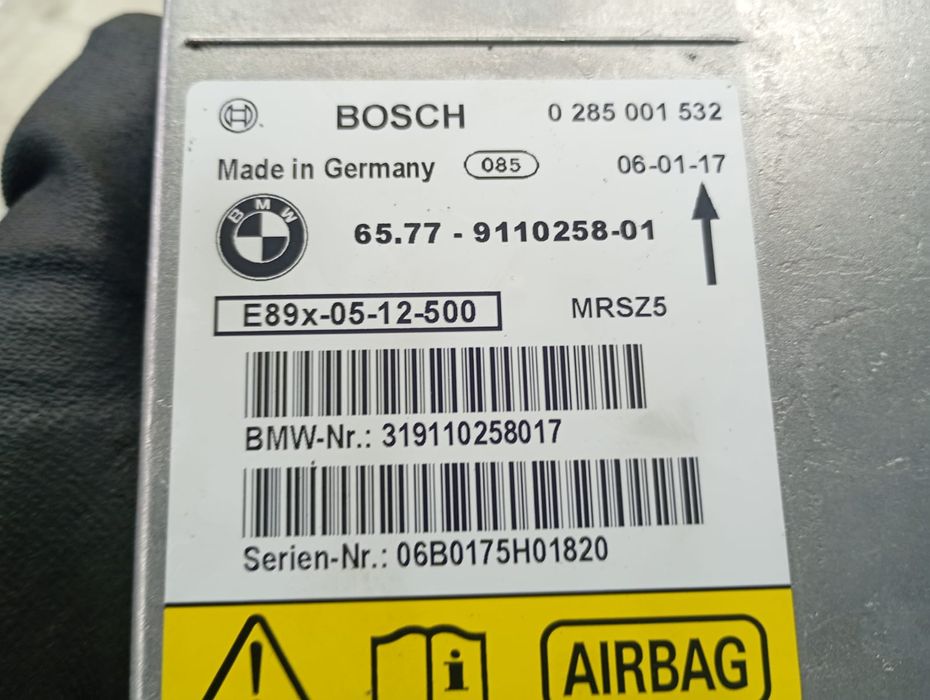 BOSCH 0 285 001 532
Made in Germany 085 06-01-17
BMW
65.77 - 9110258-01
E89x-05-12-500 MRSZ5
BMW-Nr.: 319110258017
Serien-Nr.: 06B0175H01820
! i AIRBAG